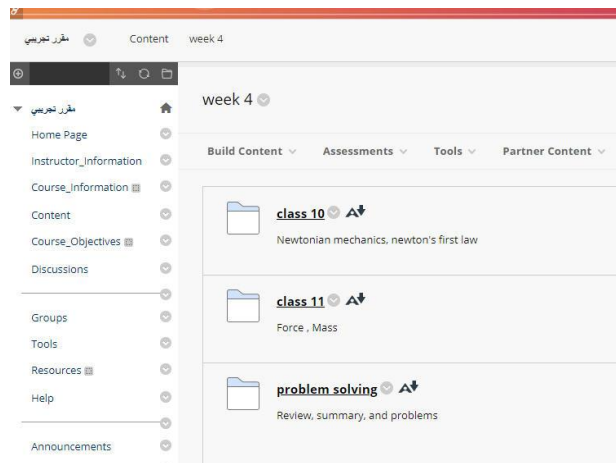 مقرر تجريبي Content week 4
مقرر تجريبي
Home Page
Instructor_Information
Course_Information
Content
Course_Objectives
Discussions
Groups
Tools
Resources
Help
Announcements
week 4
Build Content Assessments Tools Partner Content
class 10
Newtonian mechanics, newton's first law
class 11
Force , Mass
problem solving
Review, summary, and problems